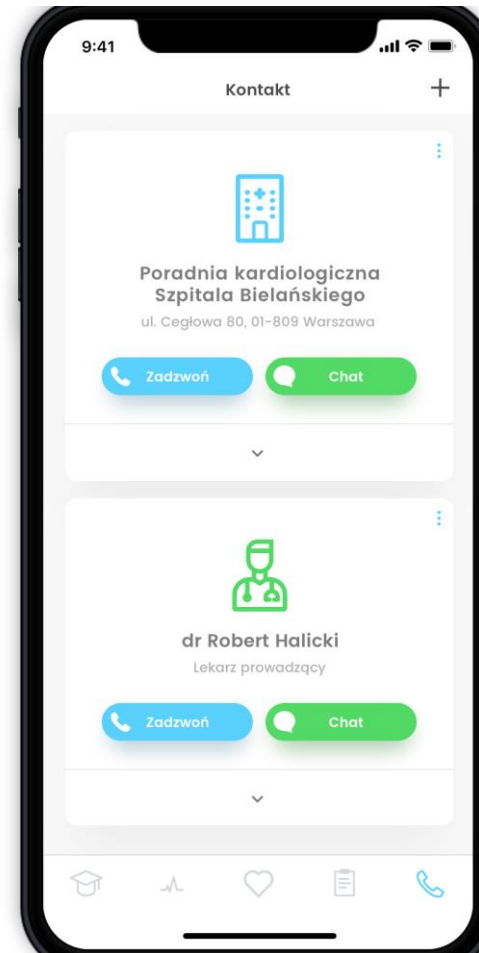 9:41
Kontakt
Poradnia kardiologiczna
Szpitala Bielańskiego
ul. Cegłowa 80, 01-809 Warszawa
Zadzwoń
Chat
dr Robert Halicki
Lekarz prowadzący
Zadzwoń
Chat